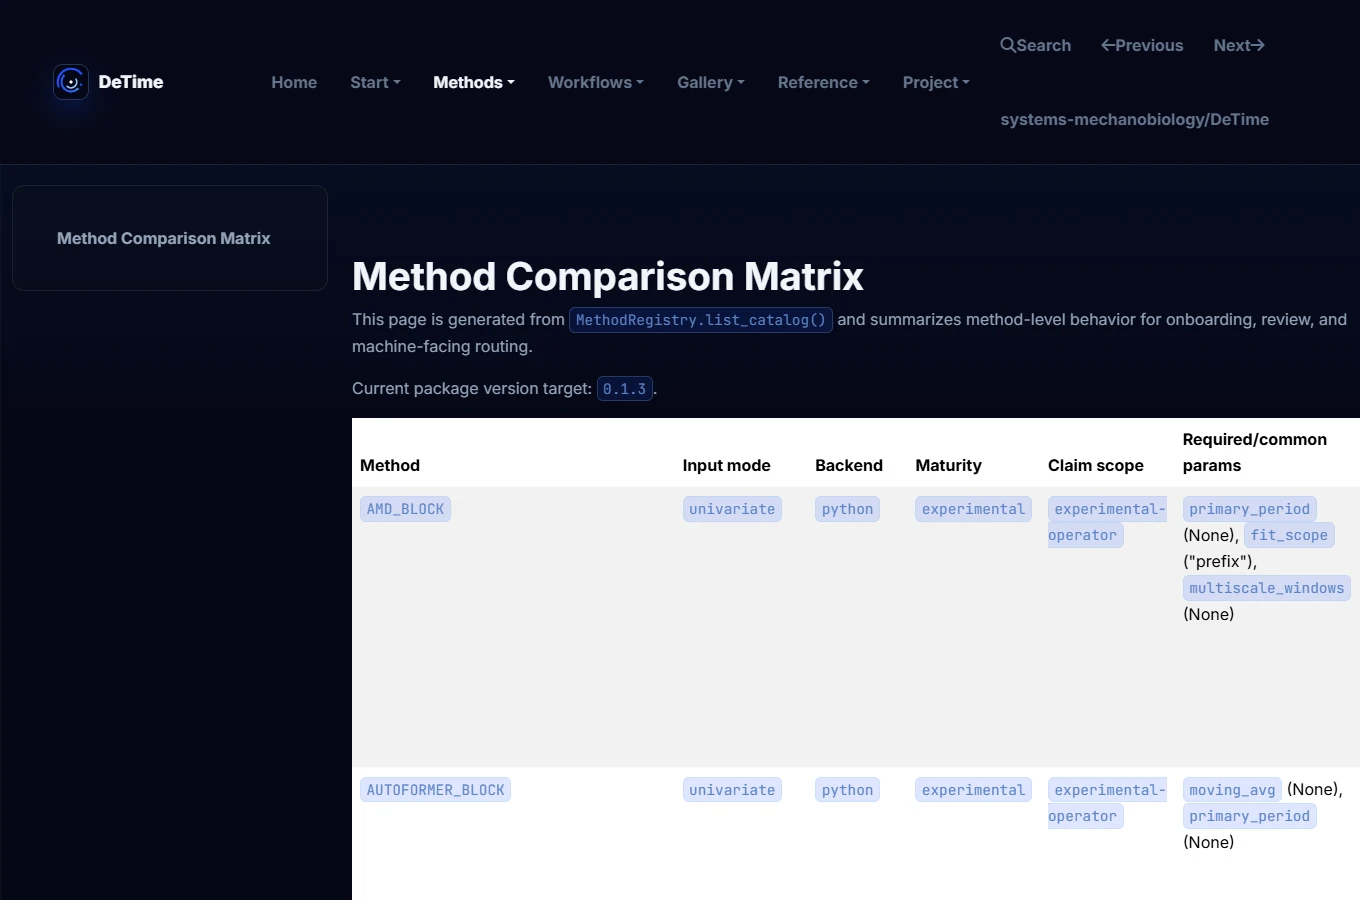 Search
Previous
Next
DeTime
Home
Start
Methods
Workflows
Gallery
Reference
Project
systems-mechanobiology/DeTime
Method Comparison Matrix
Method Comparison Matrix
This page is generated from MethodRegistry.list_catalog() and summarizes method-level behavior for onboarding, review, and
machine-facing routing.
Current package version target: 0.1.3.
Method Input mode Backend Maturity Claim scope Required/common
params
AMD_BLOCK univariate python experimental experimental- primary_period
operator (None), fit_scope
("prefix"),
multiscale_windows
(None)
AUTOFORMER_BLOCK univariate python experimental experimental- moving_avg (None),
operator primary_period
(None)